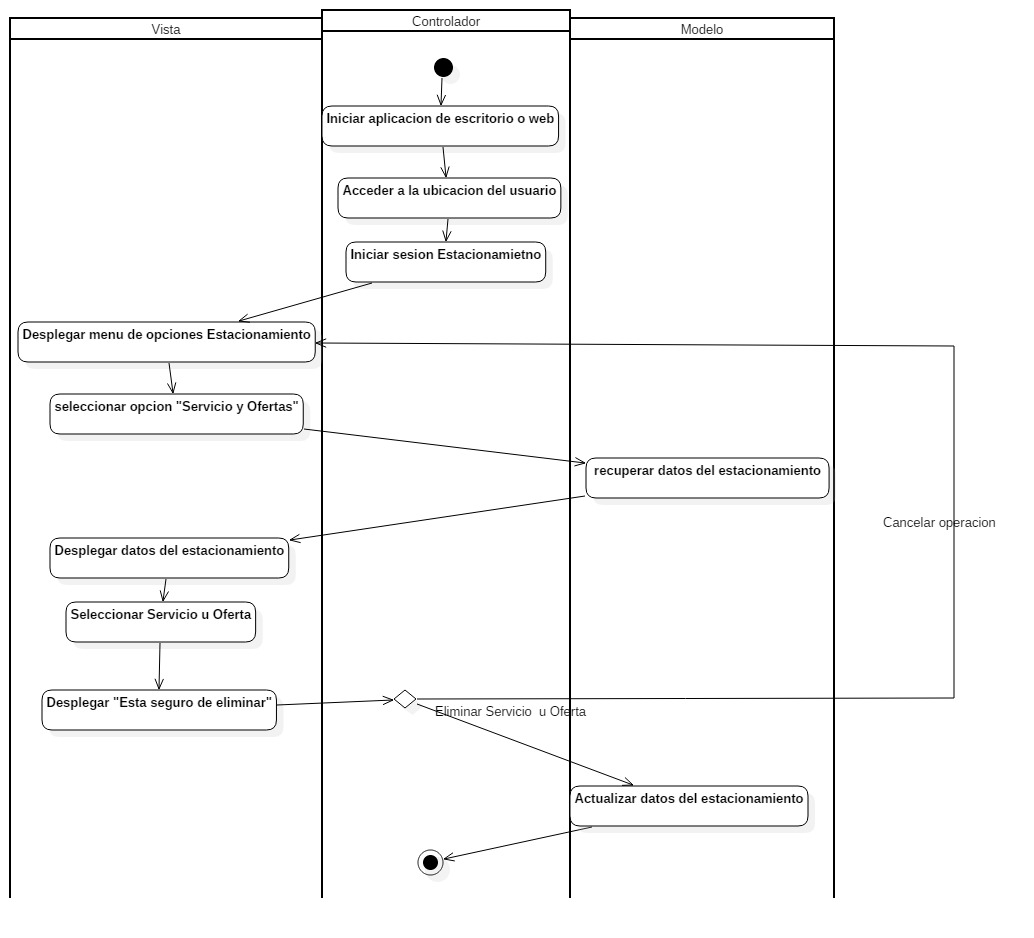 Vista
Controlador
Modelo
Iniciar aplicacion de escritorio o web
Acceder a la ubicacion del usuario
Iniciar sesion Estacionamietno
Desplegar menu de opciones Estacionamiento
seleccionar opcion "Servicio y Ofertas"
recuperar datos del estacionamiento
Cancelar operacion
Desplegar datos del estacionamiento
Seleccionar Servicio u Oferta
Desplegar "Esta seguro de eliminar"
Eliminar Servicio u Oferta
Actualizar datos del estacionamiento